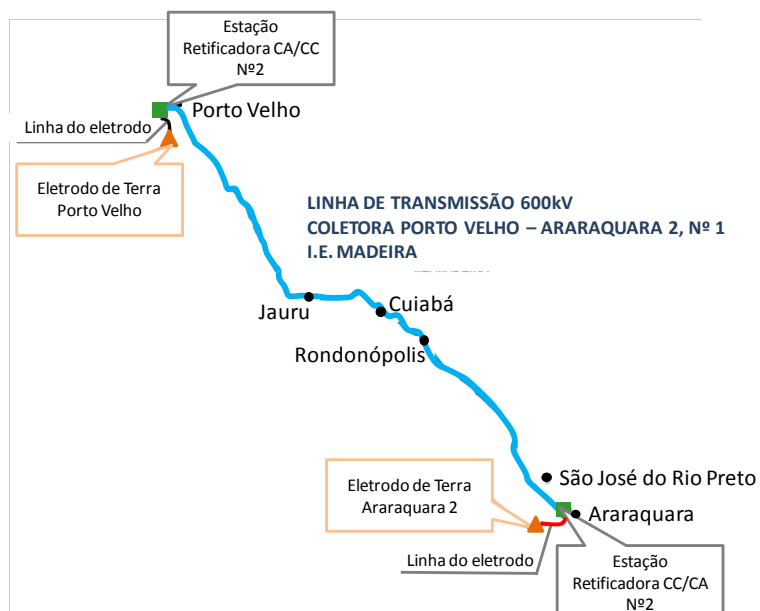 Estação
Retificadora CA/CC
Nº2
Porto Velho
Linha do eletrodo
Eletrodo de Terra
Porto Velho
LINHA DE TRANSMISSÃO 600kV
COLETORA PORTO VELHO – ARARAQUARA 2, Nº 1
I.E. MADEIRA
Jauru
Cuiabá
Rondonópolis
São José do Rio Preto
Eletrodo de Terra
Araraquara 2
Araraquara
Linha do eletrodo
Estação
Retificadora CC/CA
Nº2